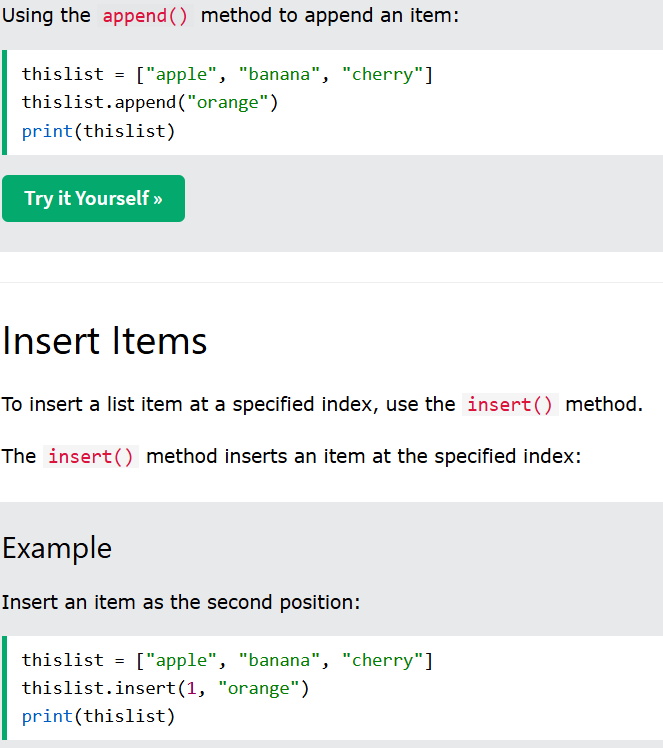 Using the append() method to append an item:
thislist = ["apple", "banana", "cherry"]
thislist.append("orange")
print(thislist)
Try it Yourself »
Insert Items
To insert a list item at a specified index, use the insert() method.
The insert() method inserts an item at the specified index:
Example
Insert an item as the second position:
thislist = ["apple", "banana", "cherry"]
thislist.insert(1, "orange")
print(thislist)